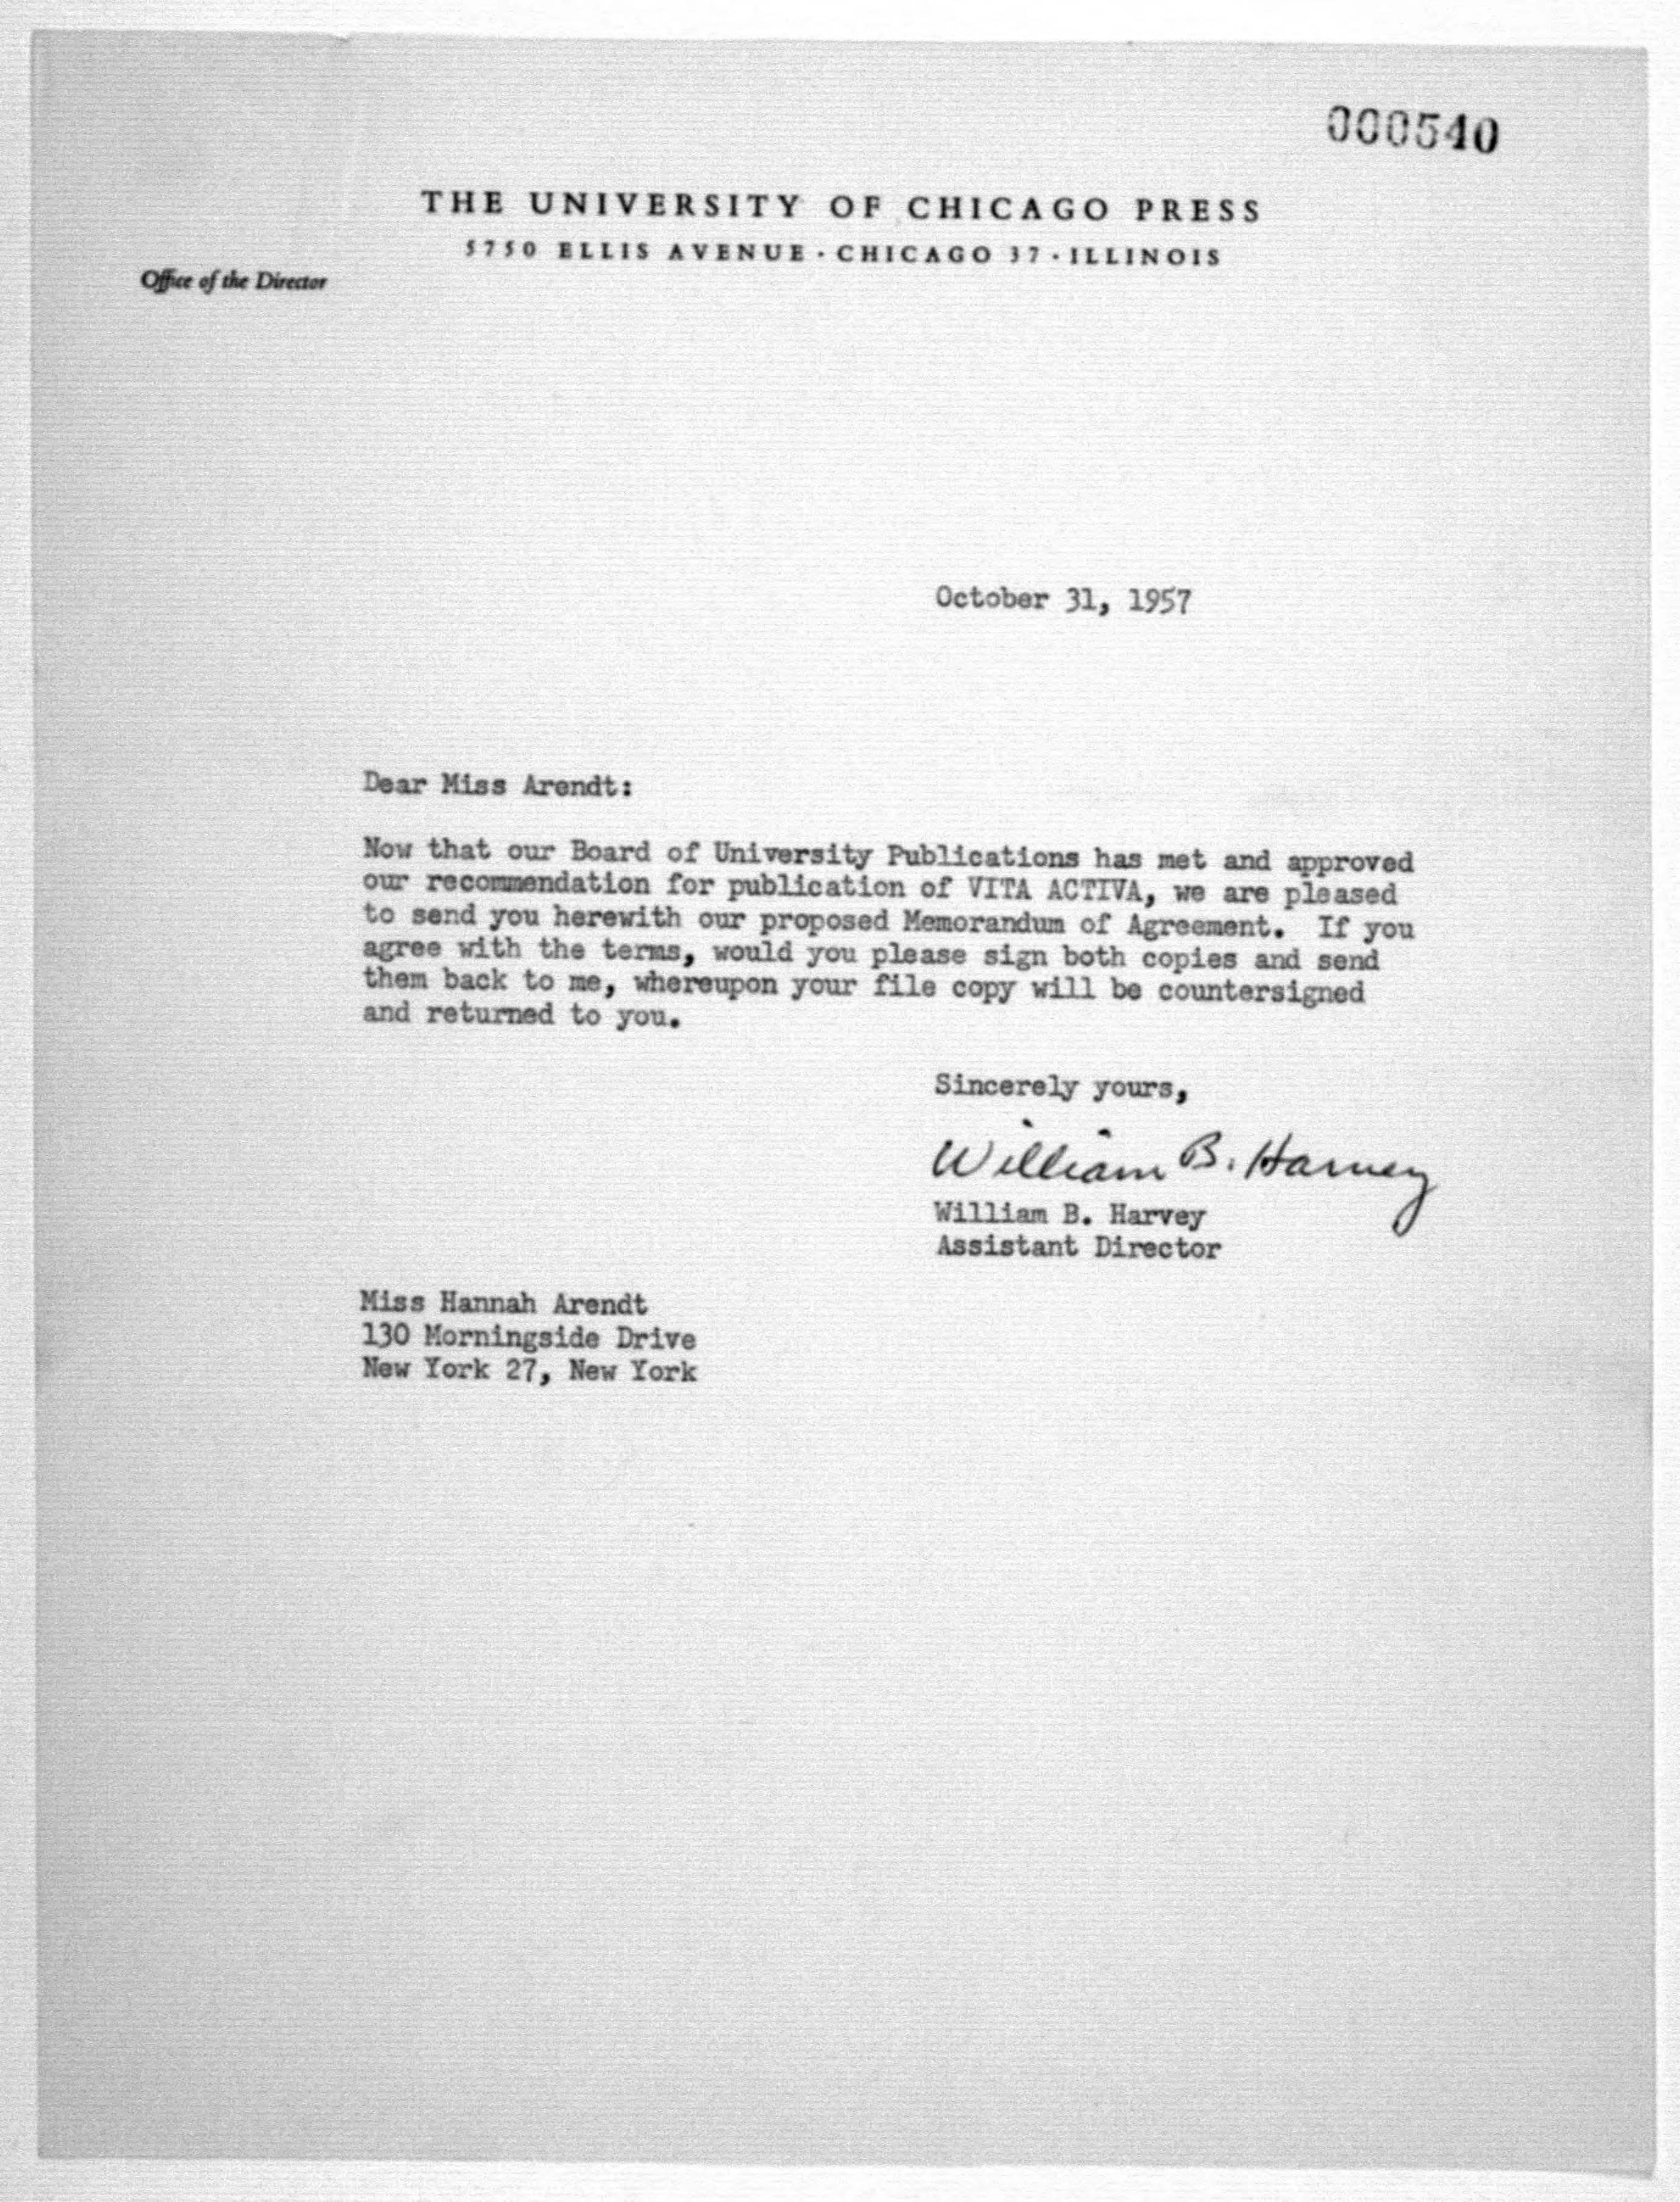 000540
THE UNIVERSITY OF CHICAGO PRESS
5750 ELLIS AVENUE · CHICAGO 37 · ILLINOIS
Office of the Director
October 31, 1957
Dear Miss Arendt:
Now that our Board of University Publications has met and approved
our recommendation for publication of VITA ACTIVA, we are pleased
to send you herewith our proposed Memorandum of Agreement. If you
agree with the terms, would you please sign both copies and send
them back to me, whereupon your file copy will be countersigned
and returned to you.
Sincerely yours,
William B. Harvey
William B. Harvey
Assistant Director
Miss Hannah Arendt
130 Morningside Drive
New York 27, New York